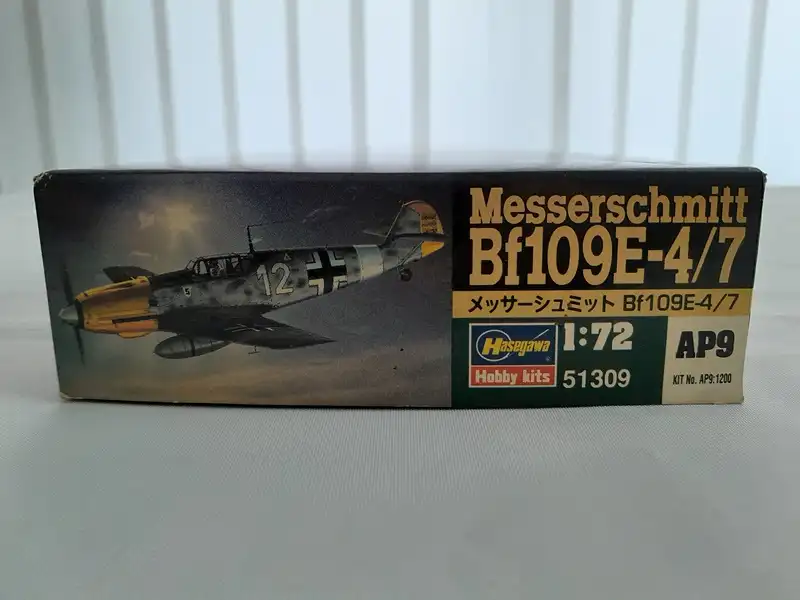 Messerschmitt
Bf109E-4/7
メッサーシュミット Bf109E-4/7
Hasegawa
Hobby kits
1:72
51309
AP9
KIT No. AP9:1200
12
5